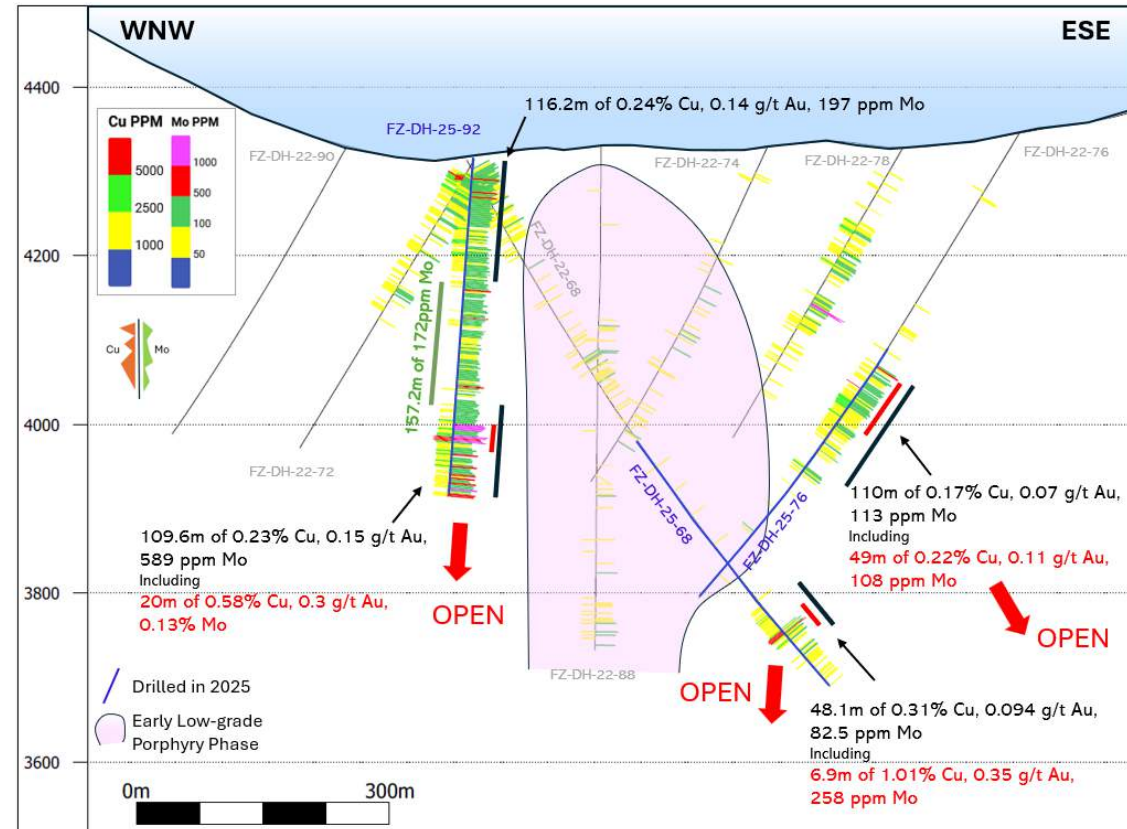 WNW
ESE
4400
4200
4000
3800
3600
Cu PPM Mo PPM
5000
2500
1000
1000
500
100
50
Cu
Mo
FZ-DH-22-90
FZ-DH-25-92
116.2m of 0.24% Cu, 0.14 g/t Au, 197 ppm Mo
FZ-DH-22-74
FZ-DH-22-78
FZ-DH-22-76
FZ-DH-22-68
157.2m of 172ppm Mo
FZ-DH-22-72
FZ-DH-25-68
FZ-DH-25-76
110m of 0.17% Cu, 0.07 g/t Au,
113 ppm Mo
Including
49m of 0.22% Cu, 0.11 g/t Au,
108 ppm Mo
OPEN
109.6m of 0.23% Cu, 0.15 g/t Au,
589 ppm Mo
Including
20m of 0.58% Cu, 0.3 g/t Au,
0.13% Mo
OPEN
FZ-DH-22-88
OPEN
48.1m of 0.31% Cu, 0.094 g/t Au,
82.5 ppm Mo
Including
6.9m of 1.01% Cu, 0.35 g/t Au,
258 ppm Mo
Drilled in 2025
Early Low-grade
Porphyry Phase
0m
300m